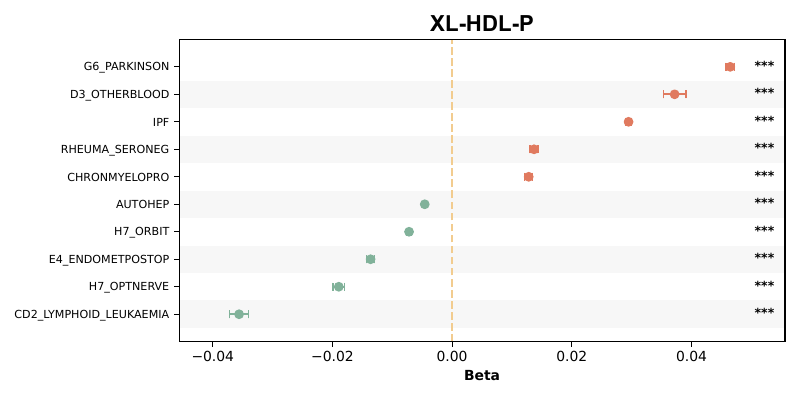 XL-HDL-P
G6_PARKINSON ***
D3_OTHERBLOOD ***
IPF ***
RHEUMA_SERONEG ***
CHRONMYELOPRO ***
AUTOHEP ***
H7_ORBIT ***
E4_ENDOMETPOSTOP ***
H7_OPTNERVE ***
CD2_LYMPHOID_LEUKAEMIA ***
−0.04 −0.02 0.00 0.02 0.04
Beta